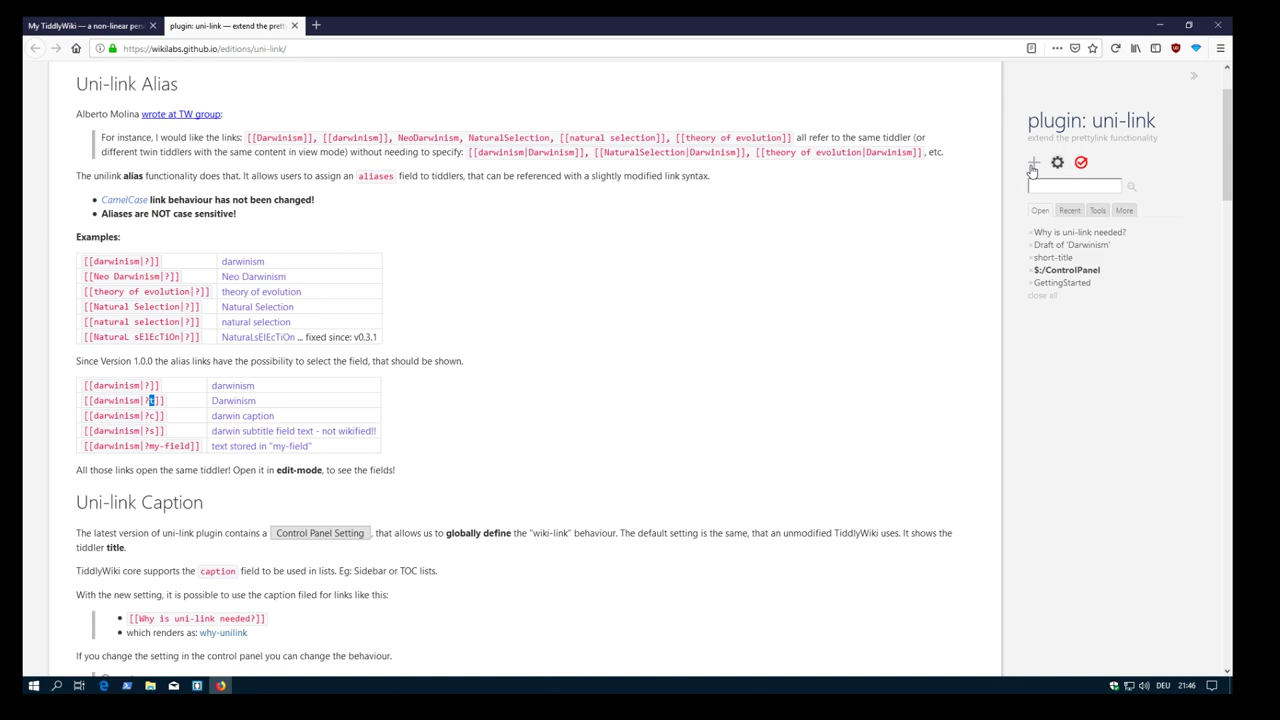 My TiddlyWiki — a non-linear pers
plugin: uni-link — extend the prett
https://wikilabs.github.io/editions/uni-link/
Uni-link Alias
Alberto Molina wrote at TW group:
For instance, I would like the links: [[Darwinism]], [[darwinism]], NeoDarwinism, NaturalSelection, [[natural selection]], [[theory of evolution]] all refer to the same tiddler (or
different twin tiddlers with the same content in view mode) without needing to specify: [[darwinism|Darwinism]], [[NaturalSelection|Darwinism]], [[theory of evolution|Darwinism]], etc.
The unilink alias functionality does that. It allows users to assign an aliases field to tiddlers, that can be referenced with a slightly modified link syntax.
CamelCase link behaviour has not been changed!
Aliases are NOT case sensitive!
Examples:
[[darwinism|?]] darwinism
[[Neo Darwinism|?]] Neo Darwinism
[[theory of evolution|?]] theory of evolution
[[Natural Selection|?]] Natural Selection
[[natural selection|?]] natural selection
[[NaturaL sElEcTiOn|?]] NaturaLsElEcTiOn ... fixed since: v0.3.1
Since Version 1.0.0 the alias links have the possibility to select the field, that should be shown.
[[darwinism|?]] darwinism
[[darwinism|?t]] Darwinism
[[darwinism|?c]] darwin caption
[[darwinism|?s]] darwin subtitle field text - not wikified!!
[[darwinism|?my-field]] text stored in "my-field"
All those links open the same tiddler! Open it in edit-mode, to see the fields!
Uni-link Caption
The latest version of uni-link plugin contains a Control Panel Setting , that allows us to globally define the "wiki-link" behaviour. The default setting is the same, that an unmodified TiddlyWiki uses. It shows the
tiddler title.
TiddlyWiki core supports the caption field to be used in lists. Eg: Sidebar or TOC lists.
With the new setting, it is possible to use the caption filed for links like this:
[[Why is uni-link needed?]]
which renders as: why-unilink
If you change the setting in the control panel you can change the behaviour.
plugin: uni-link
extend the prettylink functionality
Open Recent Tools More
Why is uni-link needed?
Draft of 'Darwinism'
short-title
$:/ControlPanel
GettingStarted
close all
DEU 21:46